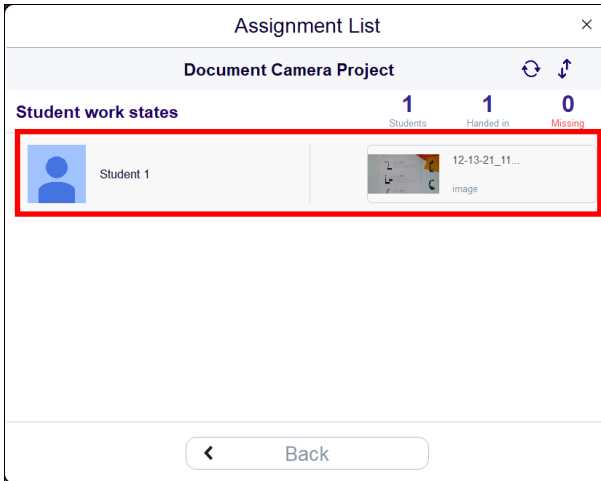 Assignment List
Document Camera Project
Student work states
1 1 0
Students Handed in Missing
Student 1
12-13-21_11...
image
Back